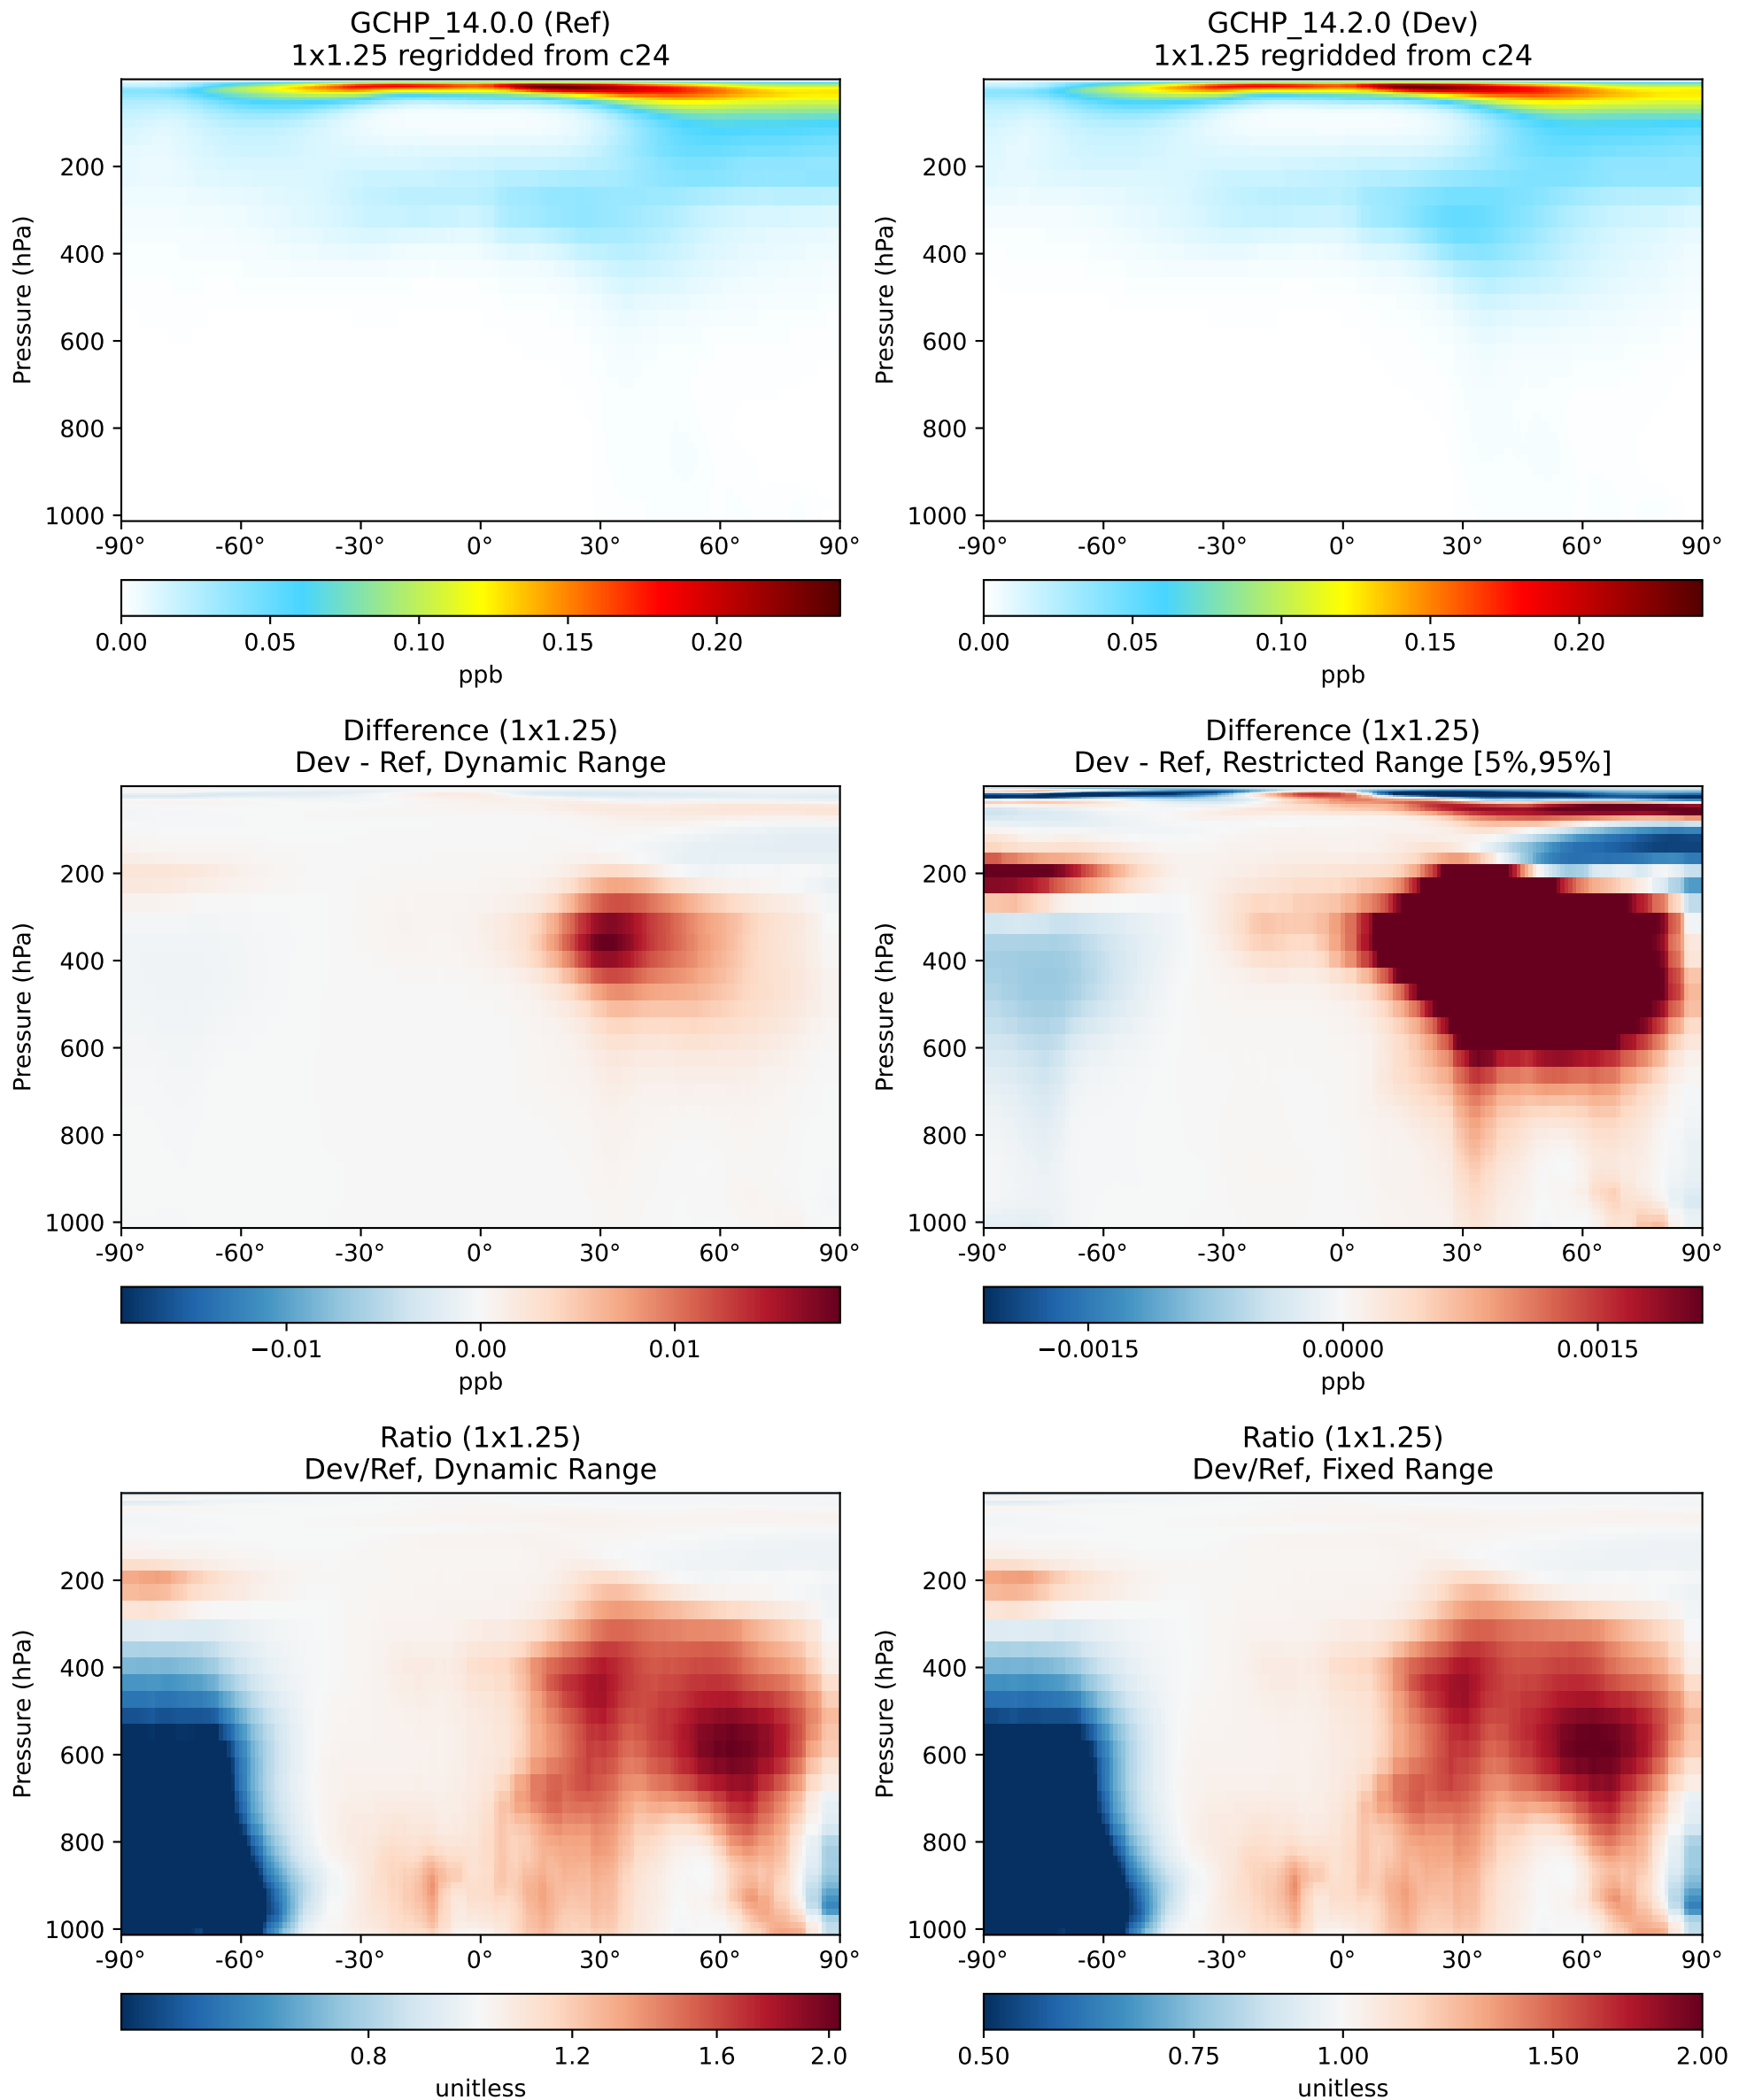 GCHP_14.0.0 (Ref)
1x1.25 regridded from c24
Pressure (hPa)
200
400
600
800
1000
-90° -60° -30° 0° 30° 60° 90°
0.00 0.05 0.10 0.15 0.20
ppb
GCHP_14.2.0 (Dev)
1x1.25 regridded from c24
Pressure (hPa)
200
400
600
800
1000
-90° -60° -30° 0° 30° 60° 90°
0.00 0.05 0.10 0.15 0.20
ppb
Difference (1x1.25)
Dev - Ref, Dynamic Range
Pressure (hPa)
200
400
600
800
1000
-90° -60° -30° 0° 30° 60° 90°
−0.01 0.00 0.01
ppb
Difference (1x1.25)
Dev - Ref, Restricted Range [5%,95%]
Pressure (hPa)
200
400
600
800
1000
-90° -60° -30° 0° 30° 60° 90°
−0.0015 0.0000 0.0015
ppb
Ratio (1x1.25)
Dev/Ref, Dynamic Range
Pressure (hPa)
200
400
600
800
1000
-90° -60° -30° 0° 30° 60° 90°
0.8 1.2 1.6 2.0
unitless
Ratio (1x1.25)
Dev/Ref, Fixed Range
Pressure (hPa)
200
400
600
800
1000
-90° -60° -30° 0° 30° 60° 90°
0.50 0.75 1.00 1.50 2.00
unitless